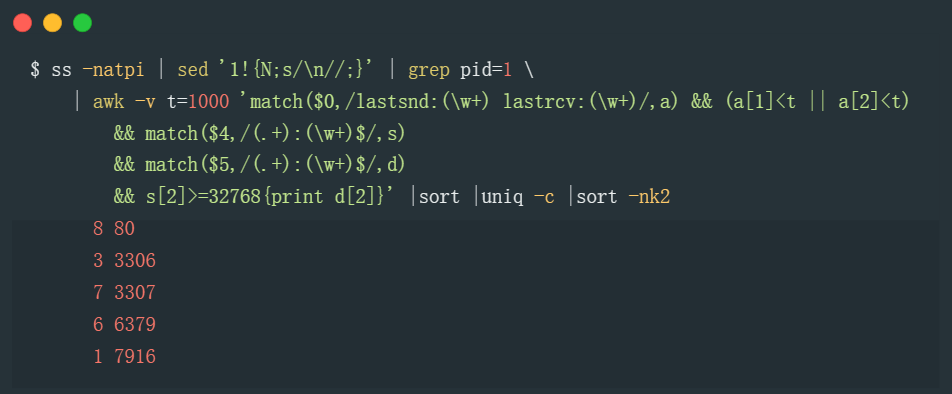 $ ss -natpi | sed '1!{N;s/\n//;}' | grep pid=1 \
| awk -v t=1000 'match($0,/lastsnd:(\w+) lastrcv:(\w+)/,a) && (a[1]<t || a[2]<t)
&& match($4,/(.+):(\w+)$/,s)
&& match($5,/(.+):(\w+)$/,d)
&& s[2]>=32768{print d[2]}' |sort |uniq -c |sort -nk2
8 80
3 3306
7 3307
6 6379
1 7916